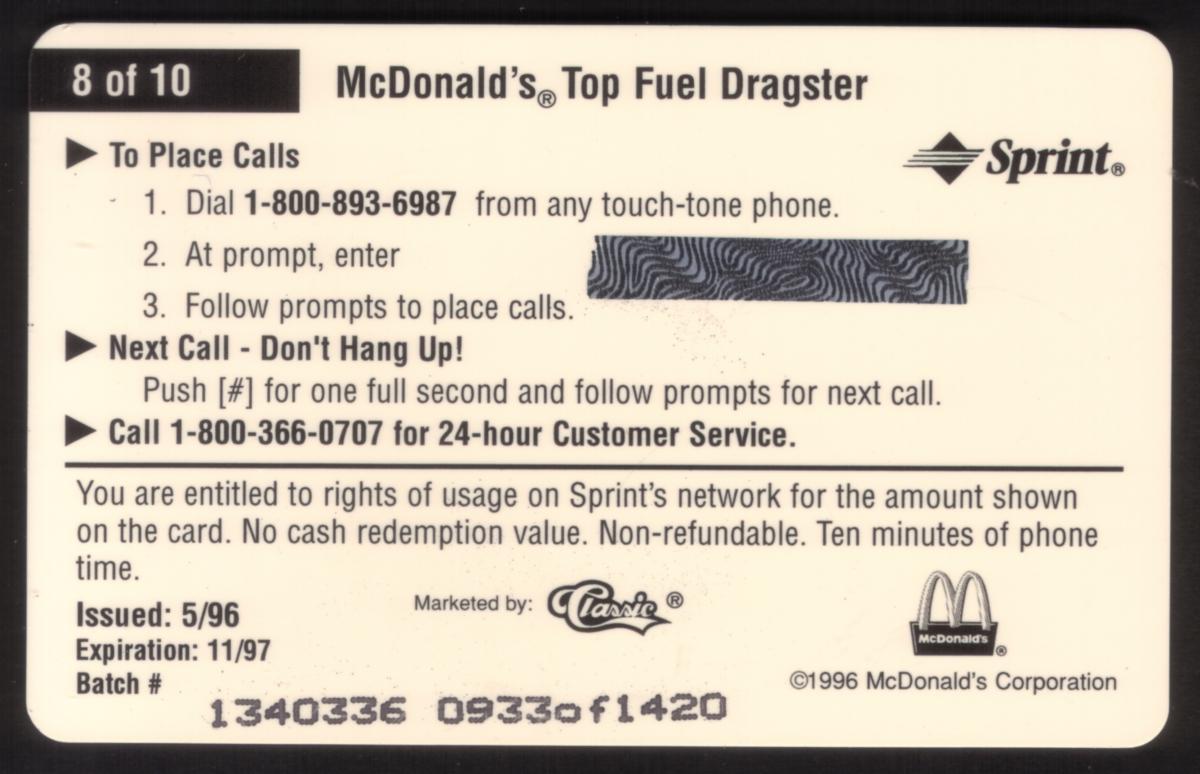 8 of 10
McDonald's® Top Fuel Dragster
► To Place Calls
Sprint®
1. Dial 1-800-893-6987 from any touch-tone phone.
2. At prompt, enter
3. Follow prompts to place calls.
► Next Call - Don't Hang Up!
Push [#] for one full second and follow prompts for next call.
► Call 1-800-366-0707 for 24-hour Customer Service.
You are entitled to rights of usage on Sprint's network for the amount shown
on the card. No cash redemption value. Non-refundable. Ten minutes of phone
time.
Issued: 5/96
Marketed by: Classic®
McDonald's®
Expiration: 11/97
Batch #
©1996 McDonald's Corporation
1340336 0933of1420